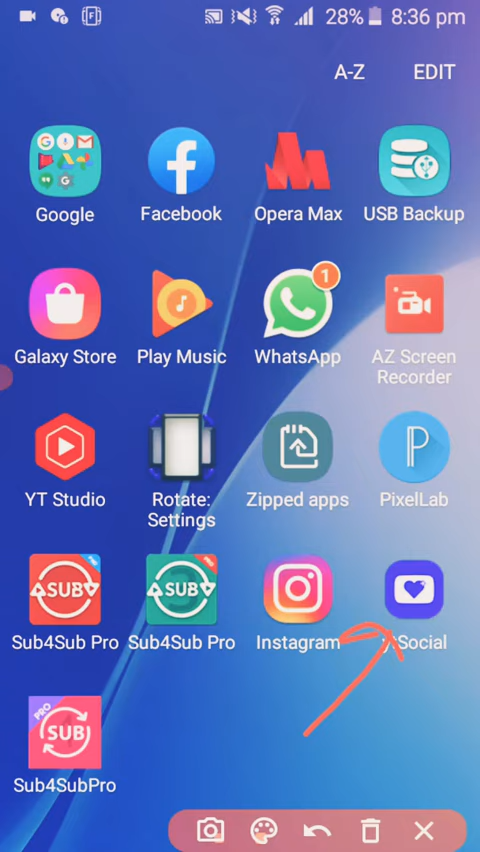 28% 8:36 pm
A-Z EDIT
Google Facebook Opera Max USB Backup
Galaxy Store Play Music WhatsApp AZ Screen Recorder
1
YT Studio Rotate: Settings Zipped apps PixelLab
SUB SUB
Sub4Sub Pro Sub4Sub Pro Instagram Social
PRO
SUB
Sub4SubPro